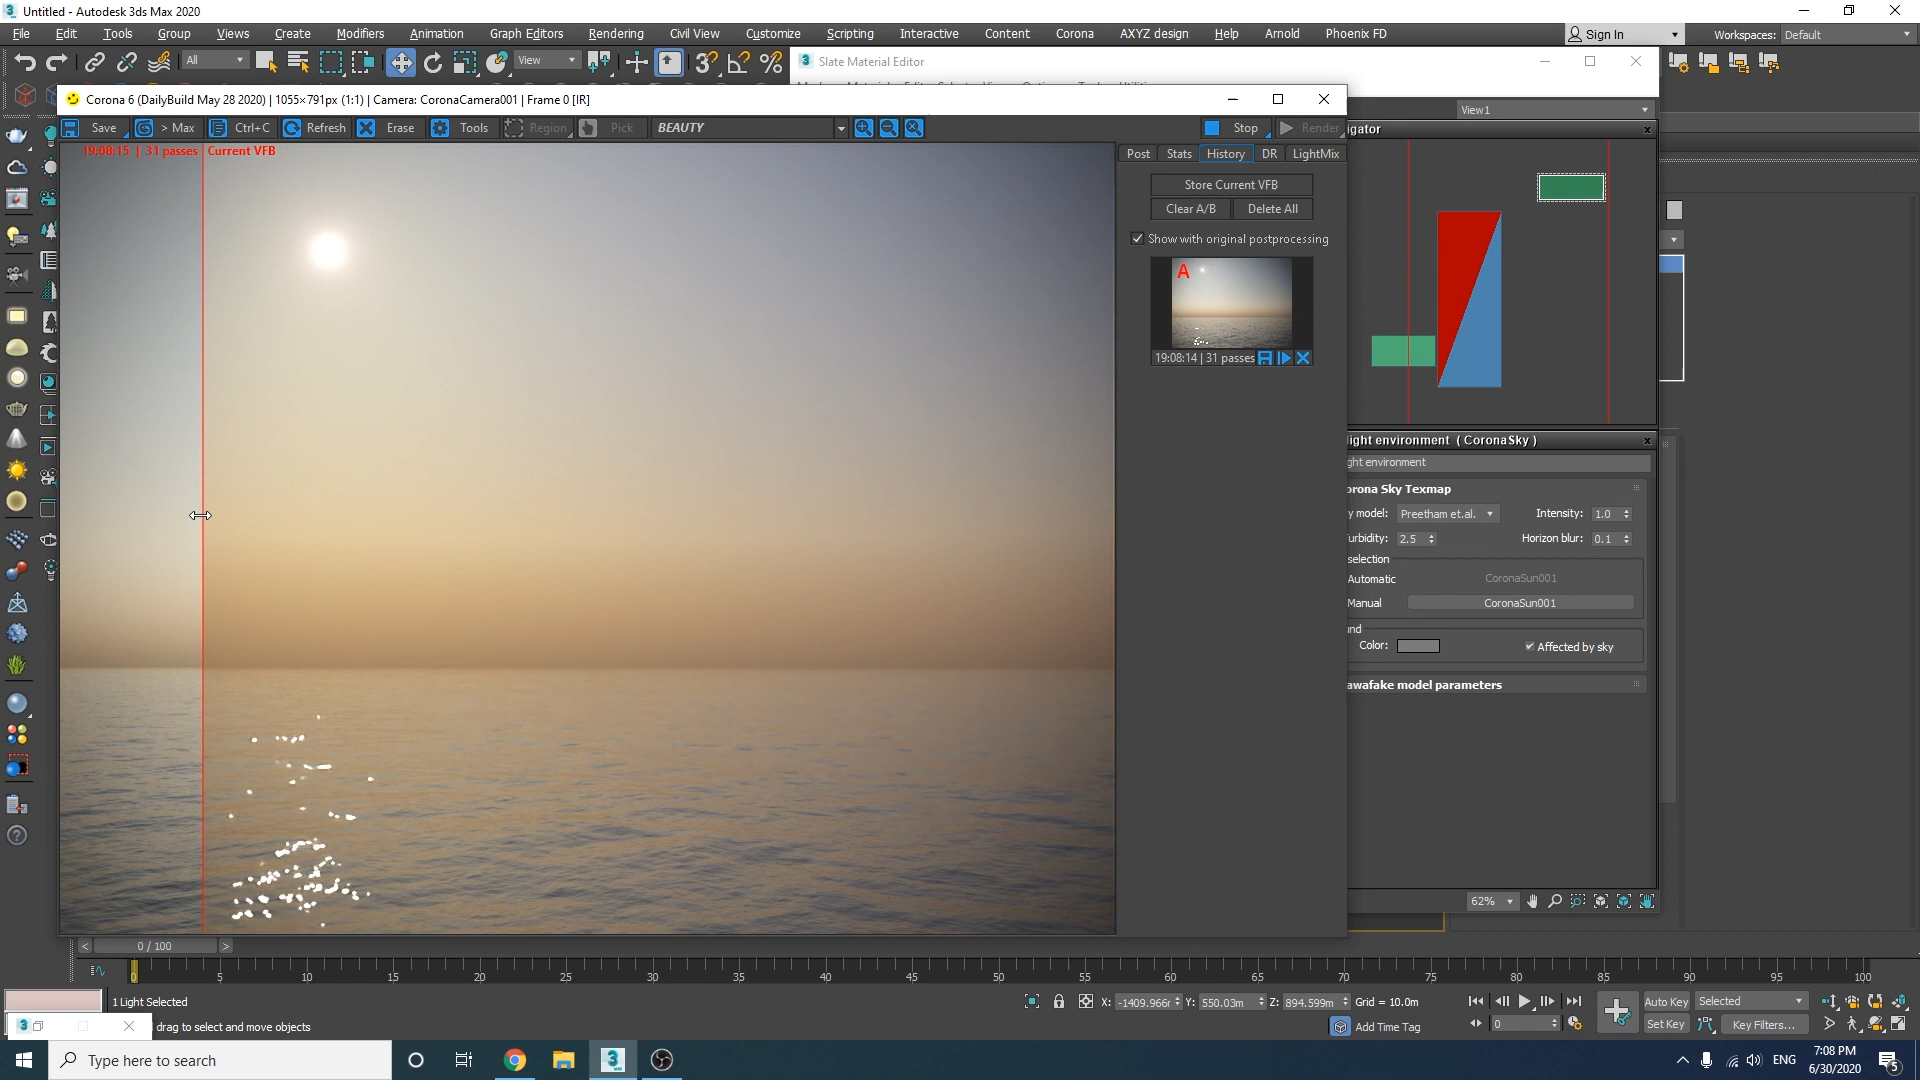 Untitled - Autodesk 3ds Max 2020
File Edit Tools Group Views Create Modifiers Animation Graph Editors Rendering Civil View Customize Scripting Interactive Content Corona AXYZ design Help Arnold Phoenix FD
Sign In
Workspaces: Default
All
View
Slate Material Editor
Corona 6 (DailyBuild May 28 2020) | 1055×791px (1:1) | Camera: CoronaCamera001 | Frame 0 [IR]
View1
Save > Max Ctrl+C Refresh Erase Tools Region Pick BEAUTY Stop Render
igator
19:08:15 | 31 passes Current VFB
Post Stats History DR LightMix
Store Current VFB
Clear A/B Delete All
Show with original postprocessing
A
19:08:14 | 31 passes
light environment ( CoronaSky )
ght environment
orona Sky Texmap
y model: Preetham et.al. Intensity: 1.0
urbidity: 2.5 Horizon blur: 0.1
selection
Automatic CoronaSun001
Manual CoronaSun001
und
Color: Affected by sky
awafake model parameters
62%
< 0 / 100 >
0 5 10 15 20 25 30 35 40 45 50 55 60 65 70 75 80 85 90 95 100
1 Light Selected
X: -1409.966m Y: 550.03m Z: 894.599m Grid = 10.0m
Auto Key Selected
drag to select and move objects
Add Time Tag
0
Set Key Key Filters...
Type here to search
ENG
7:08 PM
6/30/2020
5